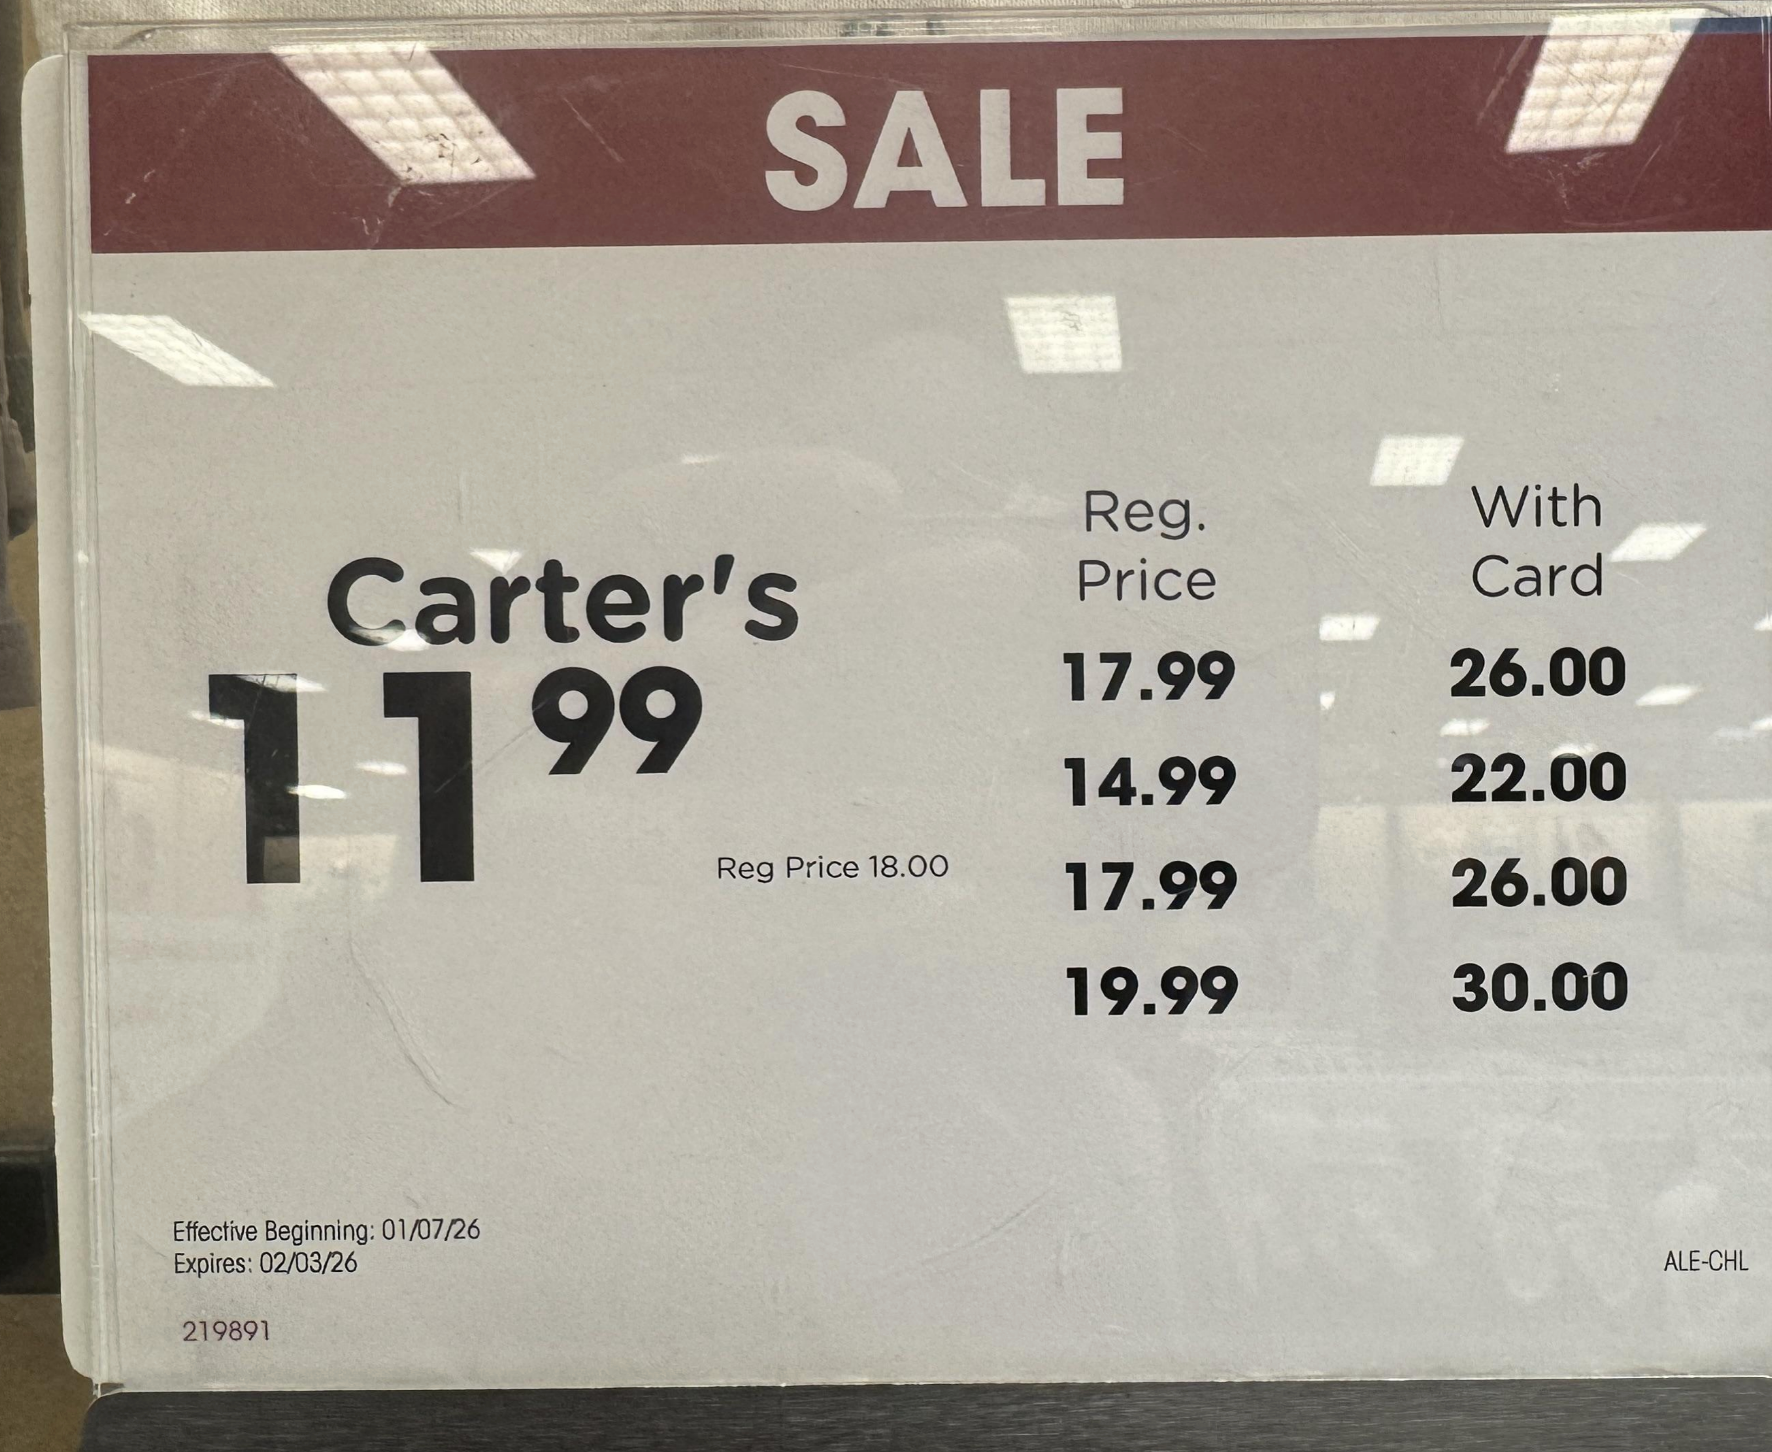 SALE
Carter's
11 99
Reg Price 18.00
Reg. With
Price Card
17.99 26.00
14.99 22.00
17.99 26.00
19.99 30.00
Effective Beginning: 01/07/26
Expires: 02/03/26
ALE-CHL
219891